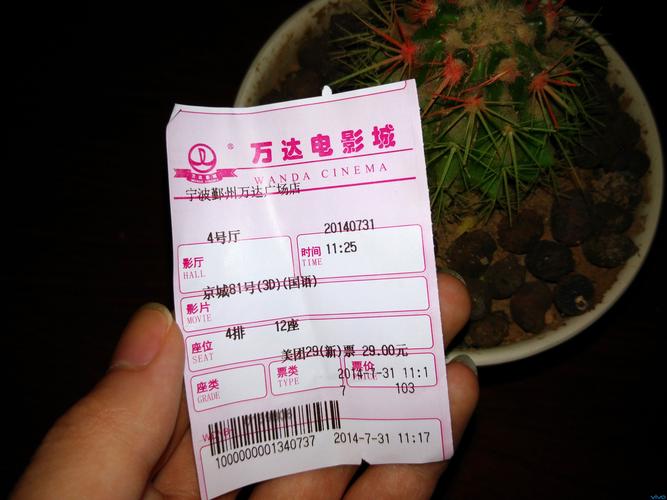 ® 万达电影城
WANDA CINEMA
宁波鄞州万达广场店
4号厅 20140731
影厅 时间 11:25
HALL TIME
京城81号(3D)(国语)
影片
MOVIE
4排 12座
座位
SEAT
美团29(新)票 29.00元
座类 票类 票价
GRADE TYPE 2014-7-31 11:1
7 103
1000000001340737 2014-7-31 11:17
vivo